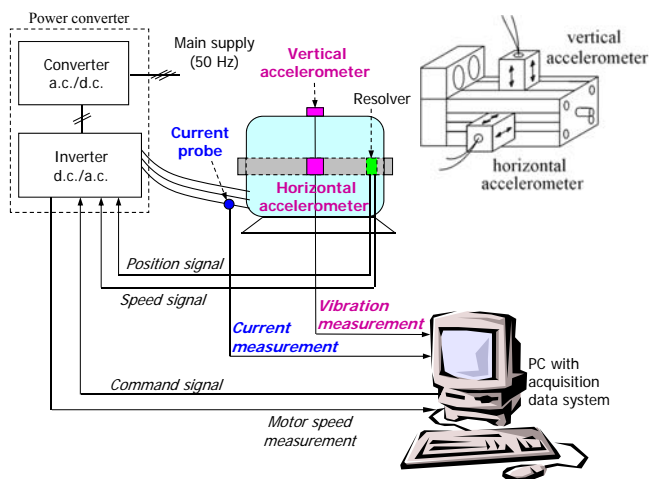 Power converter
Converter
a.c./d.c.
Main supply
(50 Hz)
Vertical
accelerometer
Resolver
vertical
accelerometer
horizontal
accelerometer
Current
probe
Inverter
d.c./a.c.
Horizontal
accelerometer
Position signal
Speed signal
Vibration
measurement
Current
measurement
PC with
acquisition
data system
Command signal
Motor speed
measurement